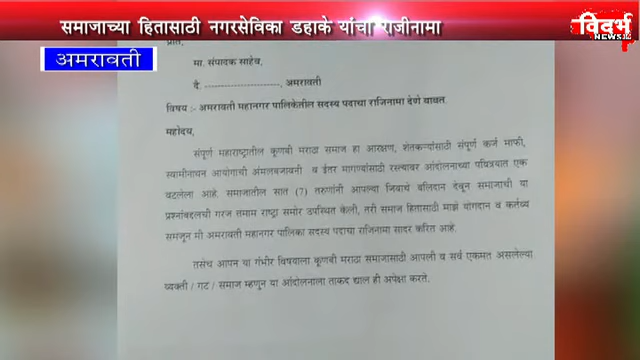 समाजाच्या हितासाठी नगरसेविका डहाके यांचा राजीनामा
विदर्भ
NEWS
अमरावती
प्रति,
मा. संपादक साहेब,
दै. ------------------------, अमरावती
विषय :- अमरावती महानगर पालिकेतील सदस्य पदाचा राजिनामा देणे बाबत.
महोदय,
संपूर्ण महाराष्ट्रातील कूणबी मराठा समाज हा आरक्षण, शेतकऱ्यांसाठी संपूर्ण कर्ज माफी,
स्वामीनाथन आयोगाची अंमलबजावनी व ईतर मागण्यांसाठी रस्त्यावर आंदोलनाच्या पवित्र्यात एक
वटलेला आहे. समाजातील सात (7) तरुणांनी आपल्या जिवाचे बलिदान देवून समाजाची या
प्रश्नांबद्दलची गरज तमाम राष्ट्रा समोर उपस्थित केली, तरी समाज हितासाठी माझे योगदान व कर्तव्य
समजून मी अमरावती महानगर पालिका सदस्य पदाचा राजिनामा सादर करित आहे.
तसेच आपन या गंभीर विषयाला कूणबी मराठा समाजासाठी आपली व सर्व एकमत असलेल्या
व्यक्ती / गट / समाज म्हणून या आंदोलनाला ताकद द्याल ही अपेक्षा करते.